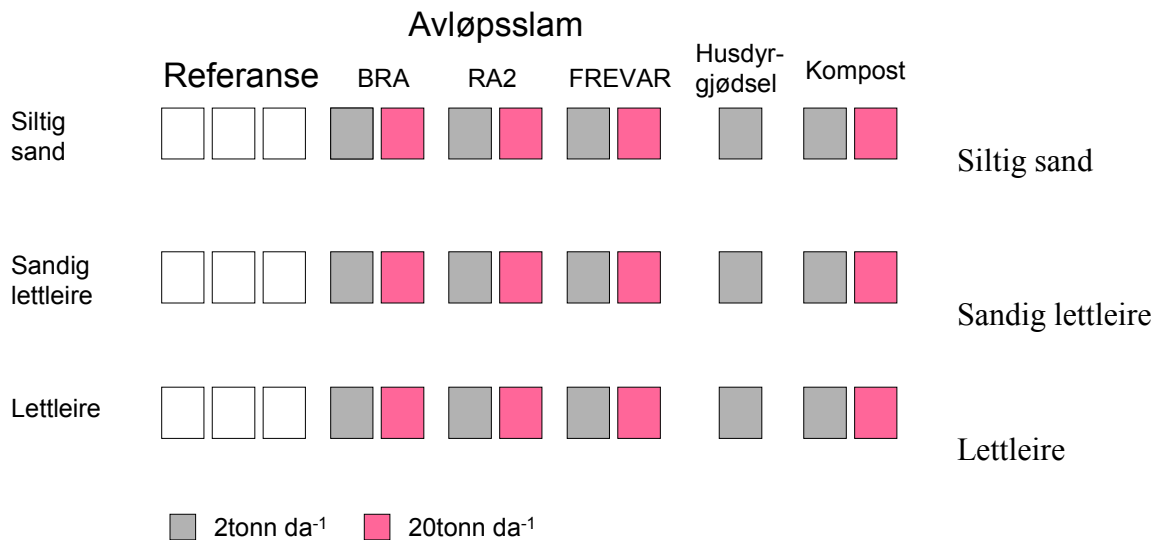 Avløpsslam
Referanse BRA RA2 FREVAR Husdyr-
gjødsel Kompost
Siltig
sand
Siltig sand
Sandig
lettleire
Sandig lettleire
Lettleire
Lettleire
2tonn da⁻¹ 20tonn da⁻¹